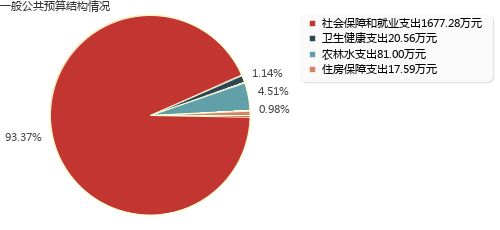 一般公共预算结构情况
社会保障和就业支出1677.28万元
卫生健康支出20.56万元
农林水支出81.00万元
住房保障支出17.59万元
1.14%
4.51%
0.98%
93.37%